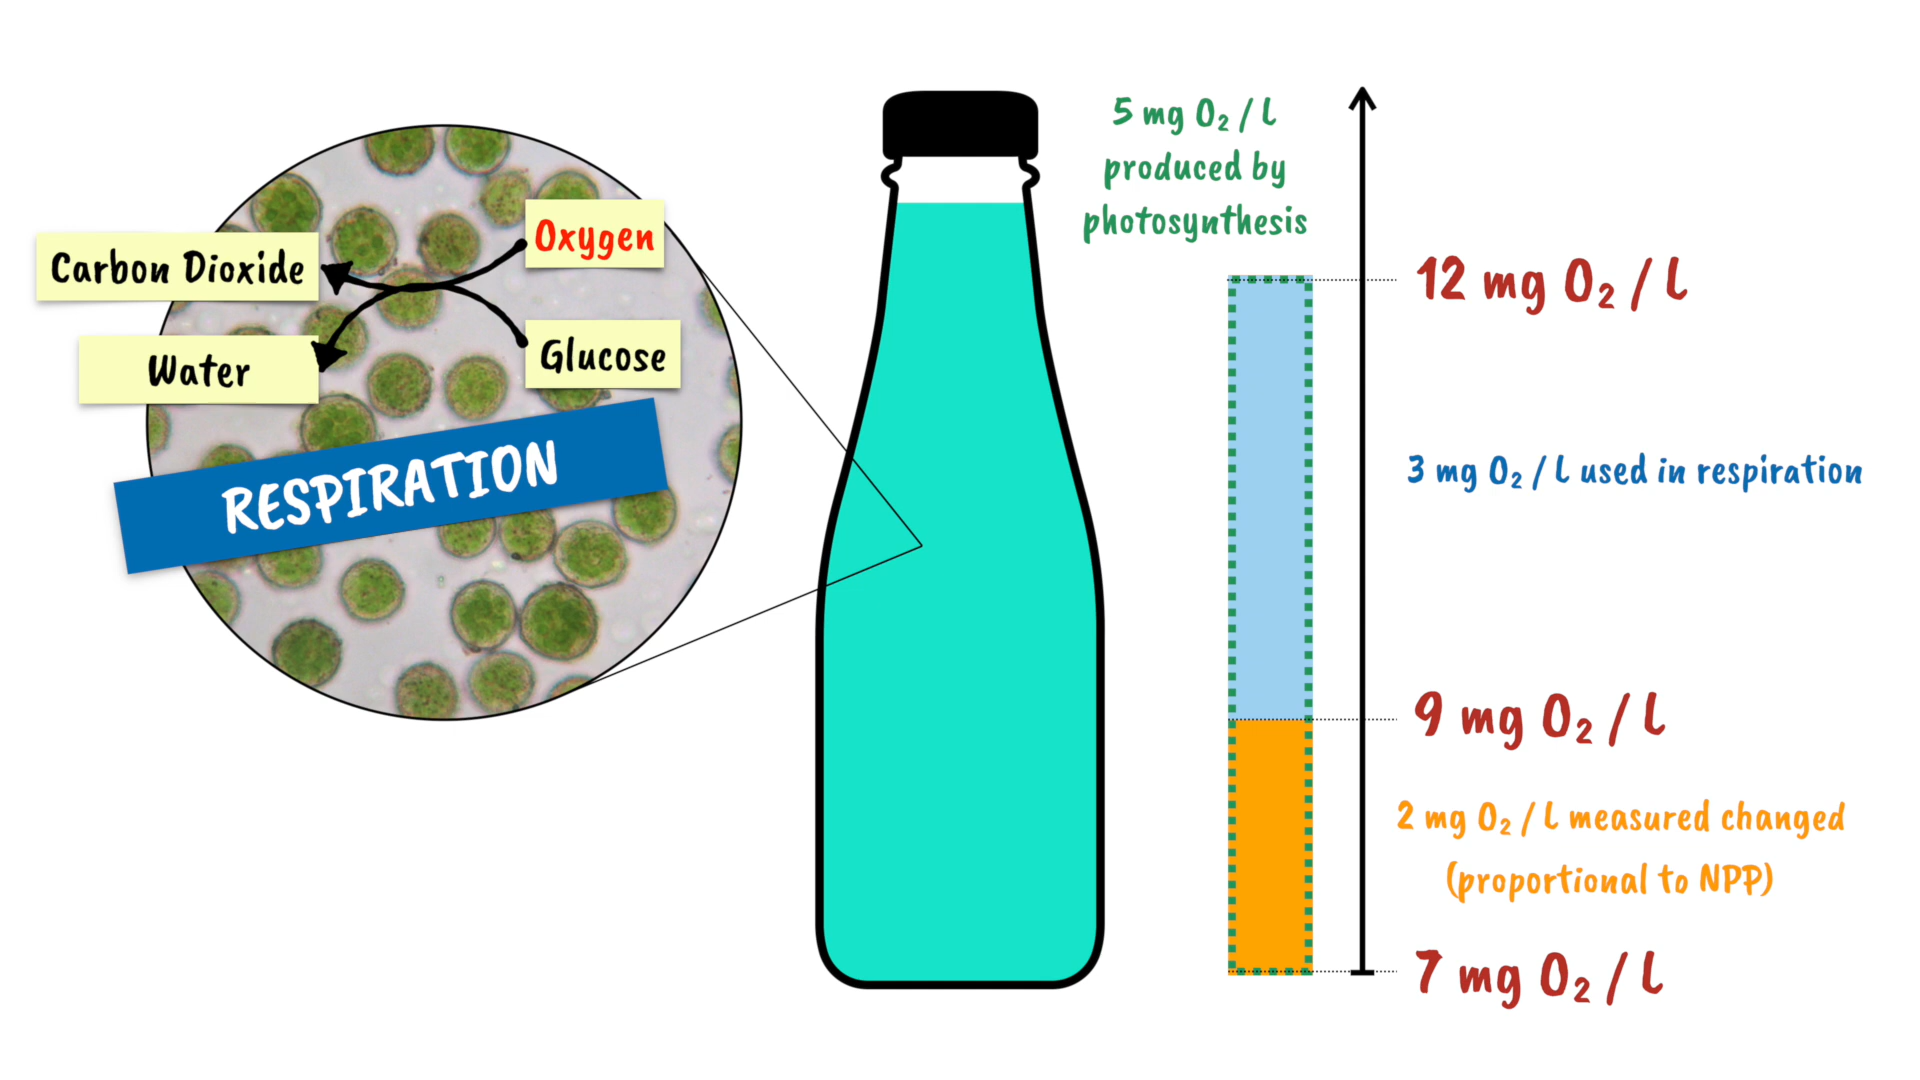 Oxygen
Carbon Dioxide
Glucose
Water
RESPIRATION
5 mg O₂ / L
produced by
photosynthesis
12 mg O₂ / L
3 mg O₂ / L used in respiration
9 mg O₂ / L
2 mg O₂ / L measured changed
(proportional to NPP)
7 mg O₂ / L